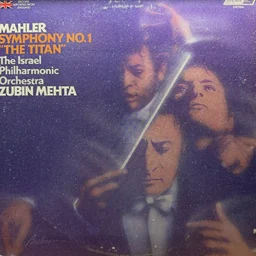 MAHLER
SYMPHONY NO.1
"THE TITAN"
The Israel
Philharmonic
Orchestra
ZUBIN MEHTA